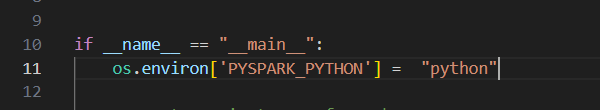 9
10 if __name__ == "__main__":
11 os.environ['PYSPARK_PYTHON'] =  "python"
12